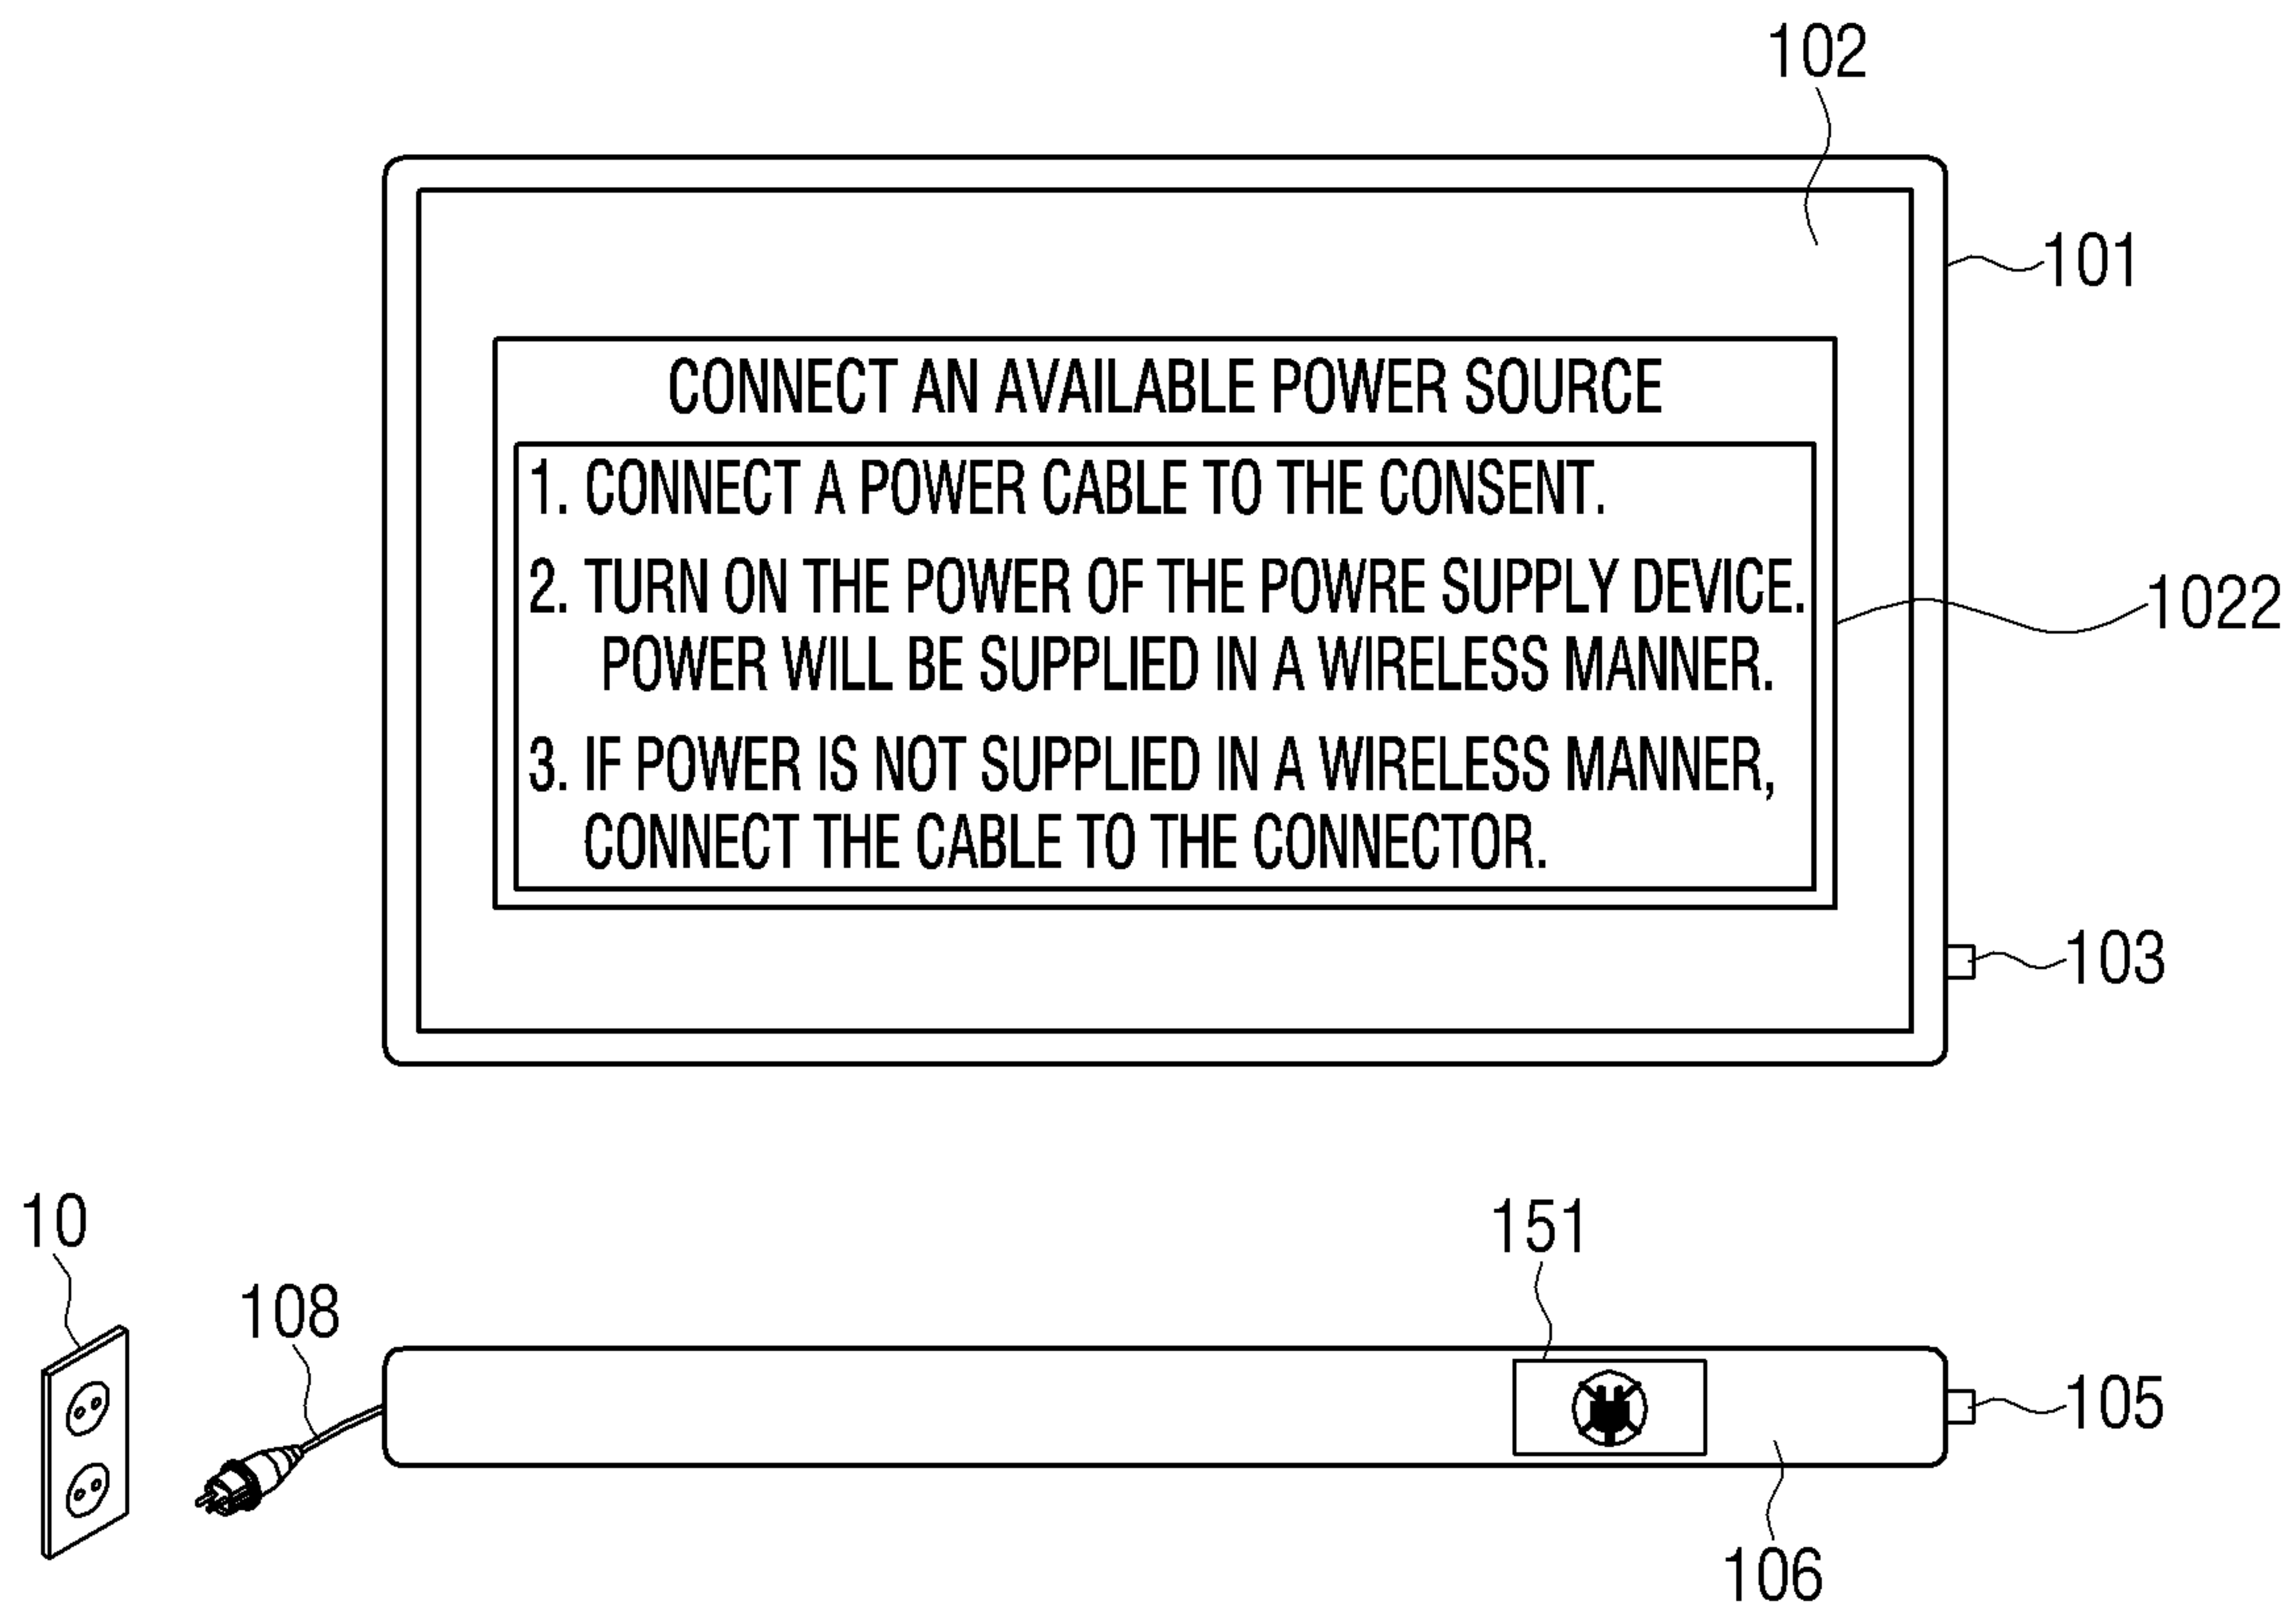 102
101
CONNECT AN AVAILABLE POWER SOURCE
1. CONNECT A POWER CABLE TO THE CONSENT.
2. TURN ON THE POWER OF THE POWRE SUPPLY DEVICE.
POWER WILL BE SUPPLIED IN A WIRELESS MANNER.
1022
3. IF POWER IS NOT SUPPLIED IN A WIRELESS MANNER,
CONNECT THE CABLE TO THE CONNECTOR.
103
10
151
108
105
106